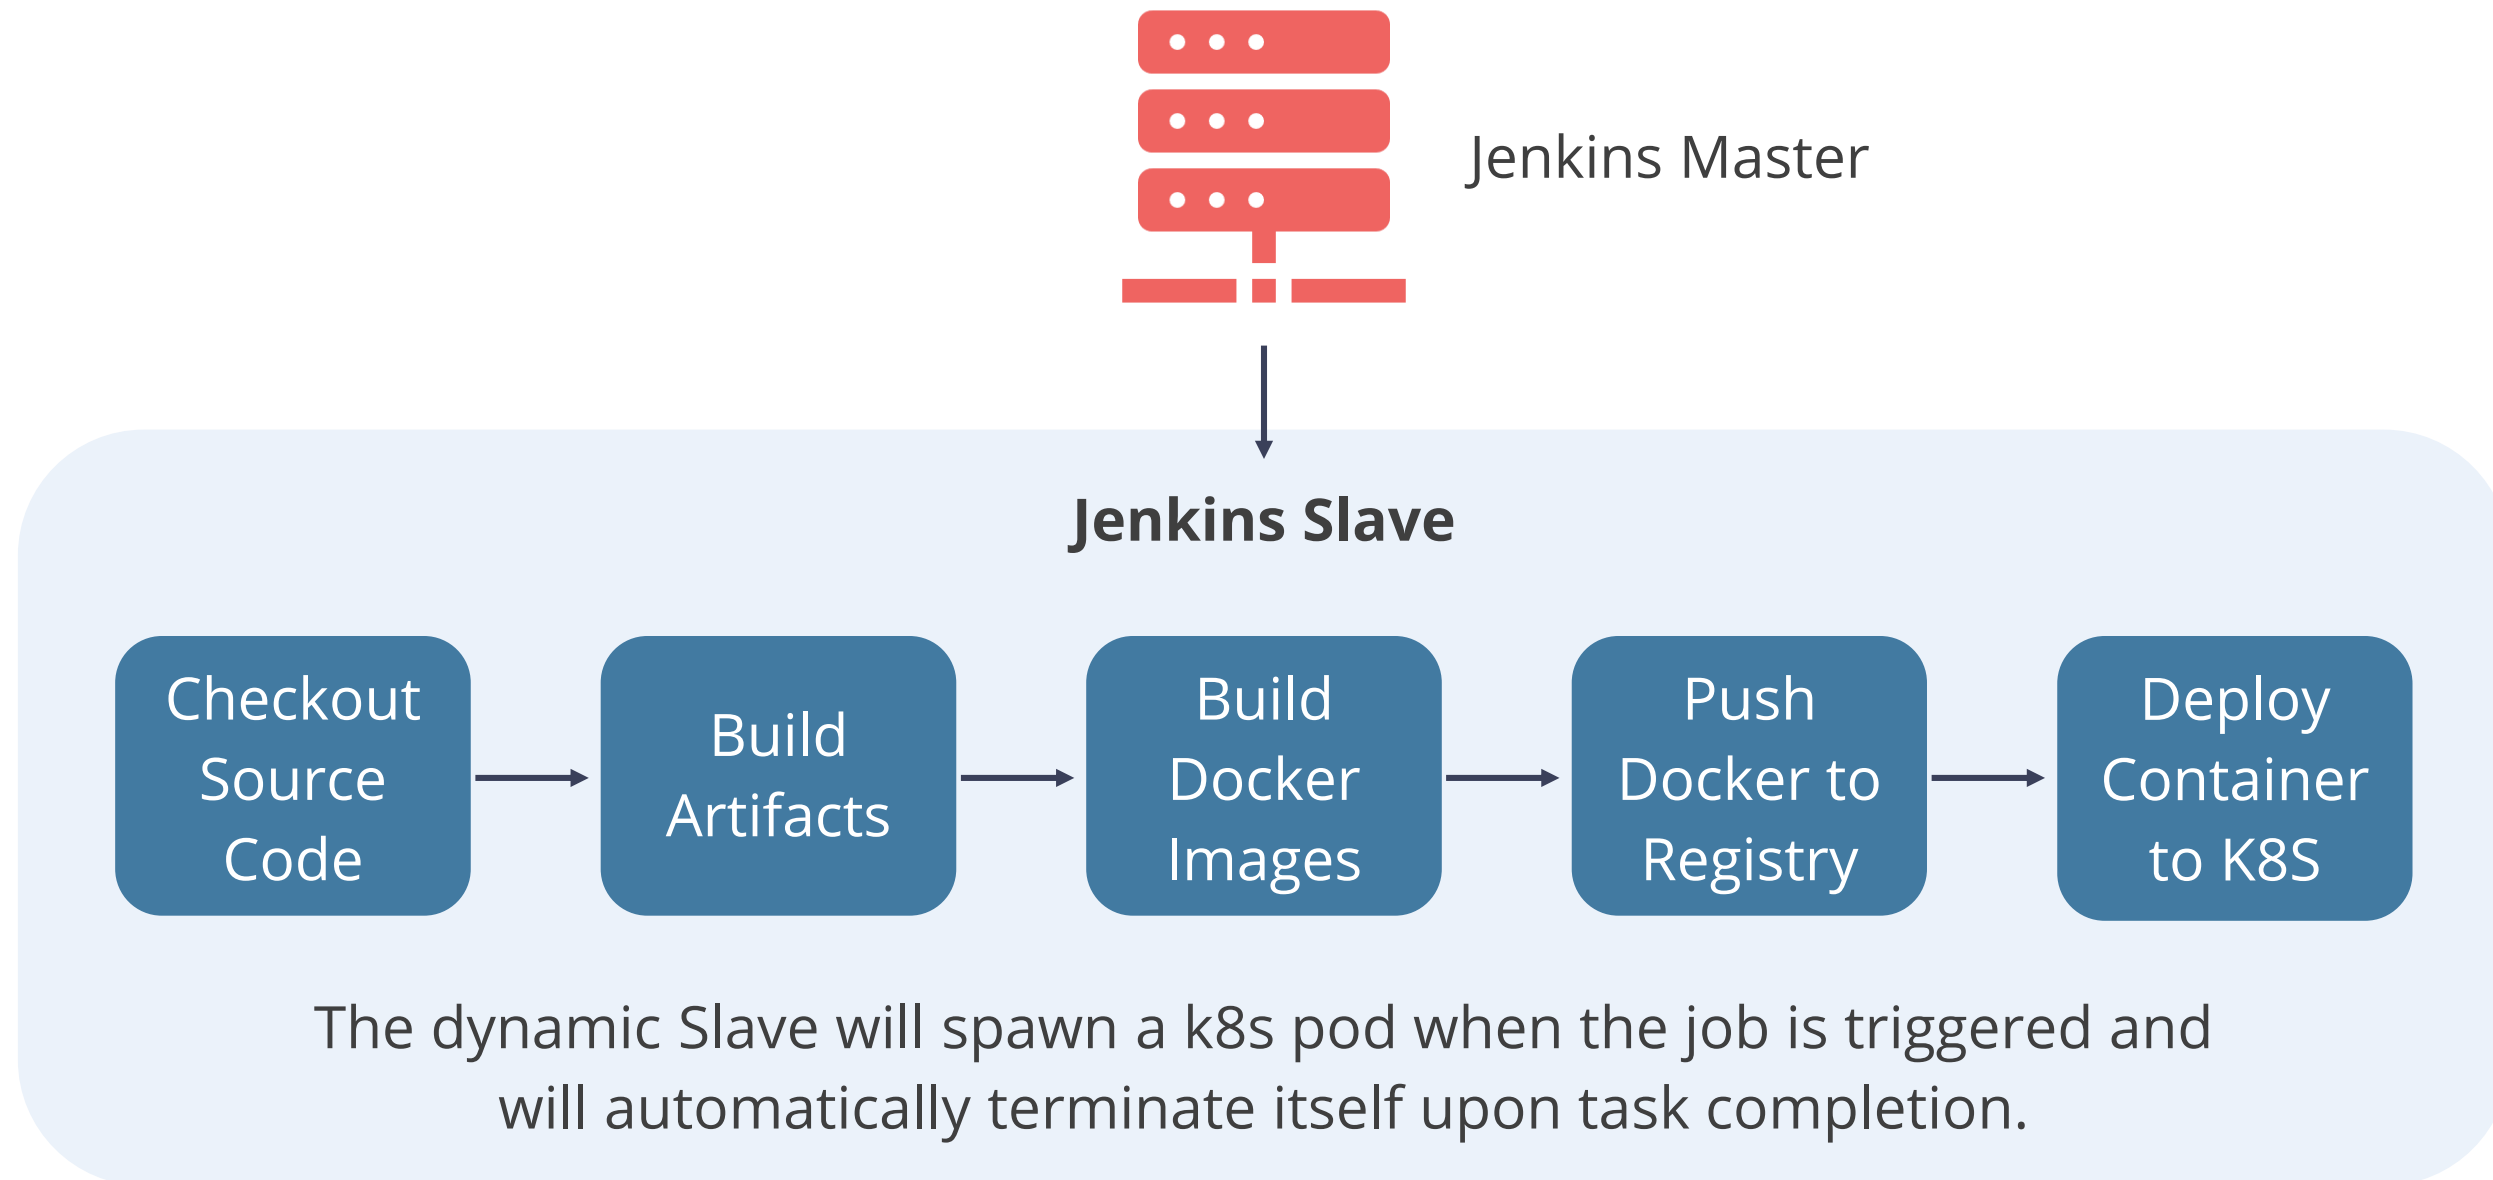 Jenkins Master
Jenkins Slave
Checkout
Source
Code
Build
Artifacts
Build
Docker
Images
Push
Docker to
Registry
Deploy
Container
to K8S
The dynamic Slave will spawn a k8s pod when the job is triggered and
will automatically terminate itself upon task completion.